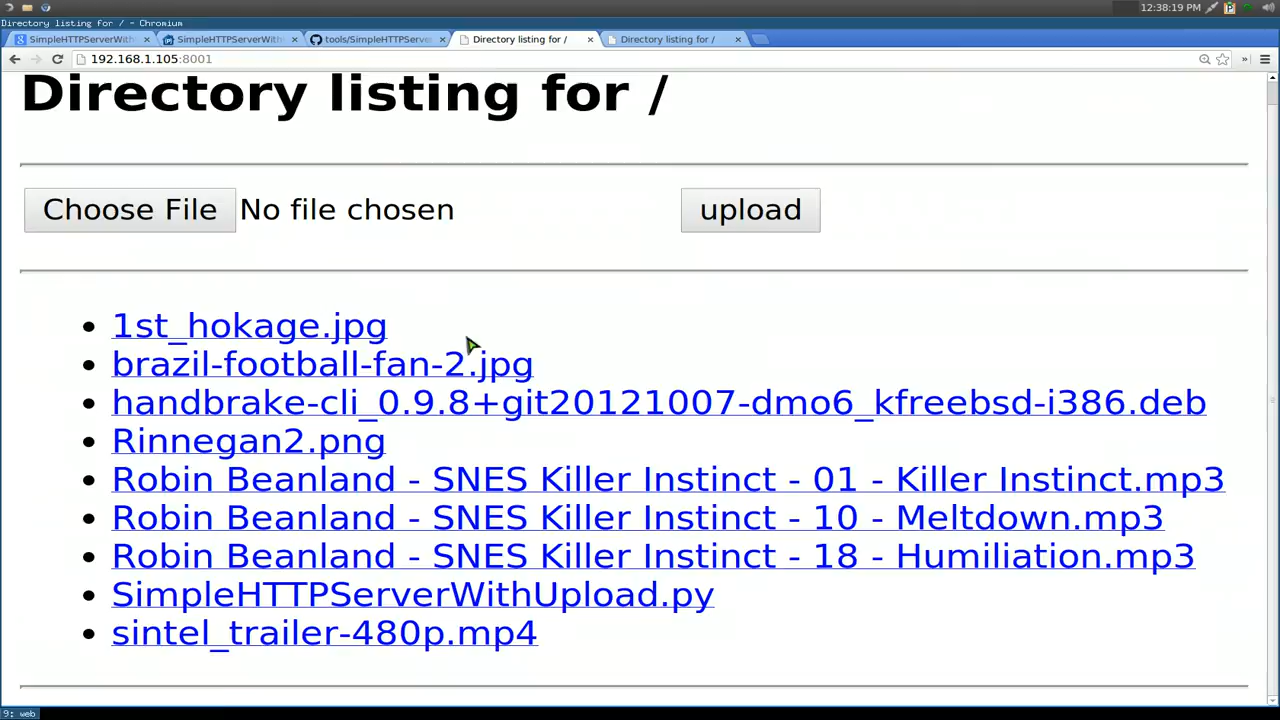 12:38:19 PM
Directory listing for / - Chromium
SimpleHTTPServerWith
SimpleHTTPServerWith
tools/SimpleHTTPServe
Directory listing for /
Directory listing for /
192.168.1.105:8001
Directory listing for /
Choose File No file chosen upload
1st_hokage.jpg
brazil-football-fan-2.jpg
handbrake-cli_0.9.8+git20121007-dmo6_kfreebsd-i386.deb
Rinnegan2.png
Robin Beanland - SNES Killer Instinct - 01 - Killer Instinct.mp3
Robin Beanland - SNES Killer Instinct - 10 - Meltdown.mp3
Robin Beanland - SNES Killer Instinct - 18 - Humiliation.mp3
SimpleHTTPServerWithUpload.py
sintel_trailer-480p.mp4
9: web